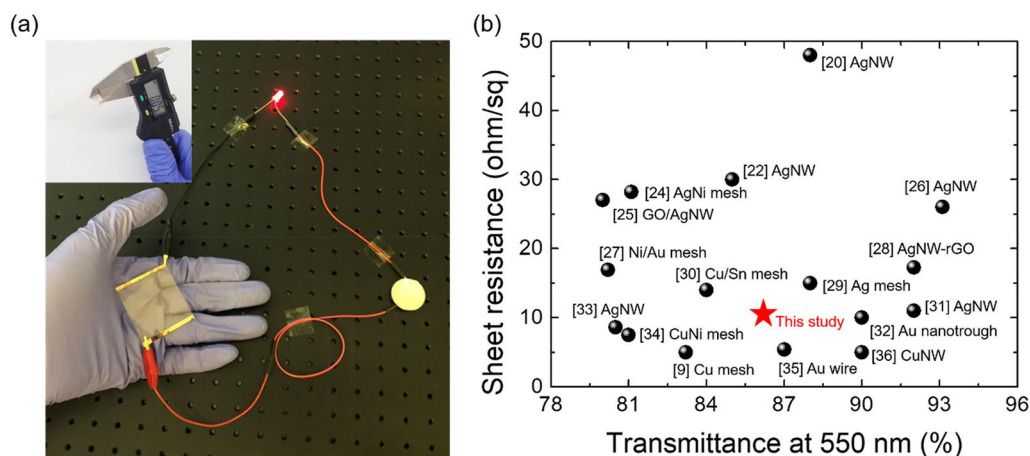 (a)
(b)
50
40
30
20
10
0
Sheet resistance (ohm/sq)
[20] AgNW
[22] AgNW
[24] AgNi mesh
[25] GO/AgNW
[26] AgNW
[27] Ni/Au mesh
[28] AgNW-rGO
[30] Cu/Sn mesh
[29] Ag mesh
[33] AgNW
This study
[31] AgNW
[32] Au nanotrough
[34] CuNi mesh
[36] CuNW
[9] Cu mesh
[35] Au wire
78 81 84 87 90 93 96
Transmittance at 550 nm (%)